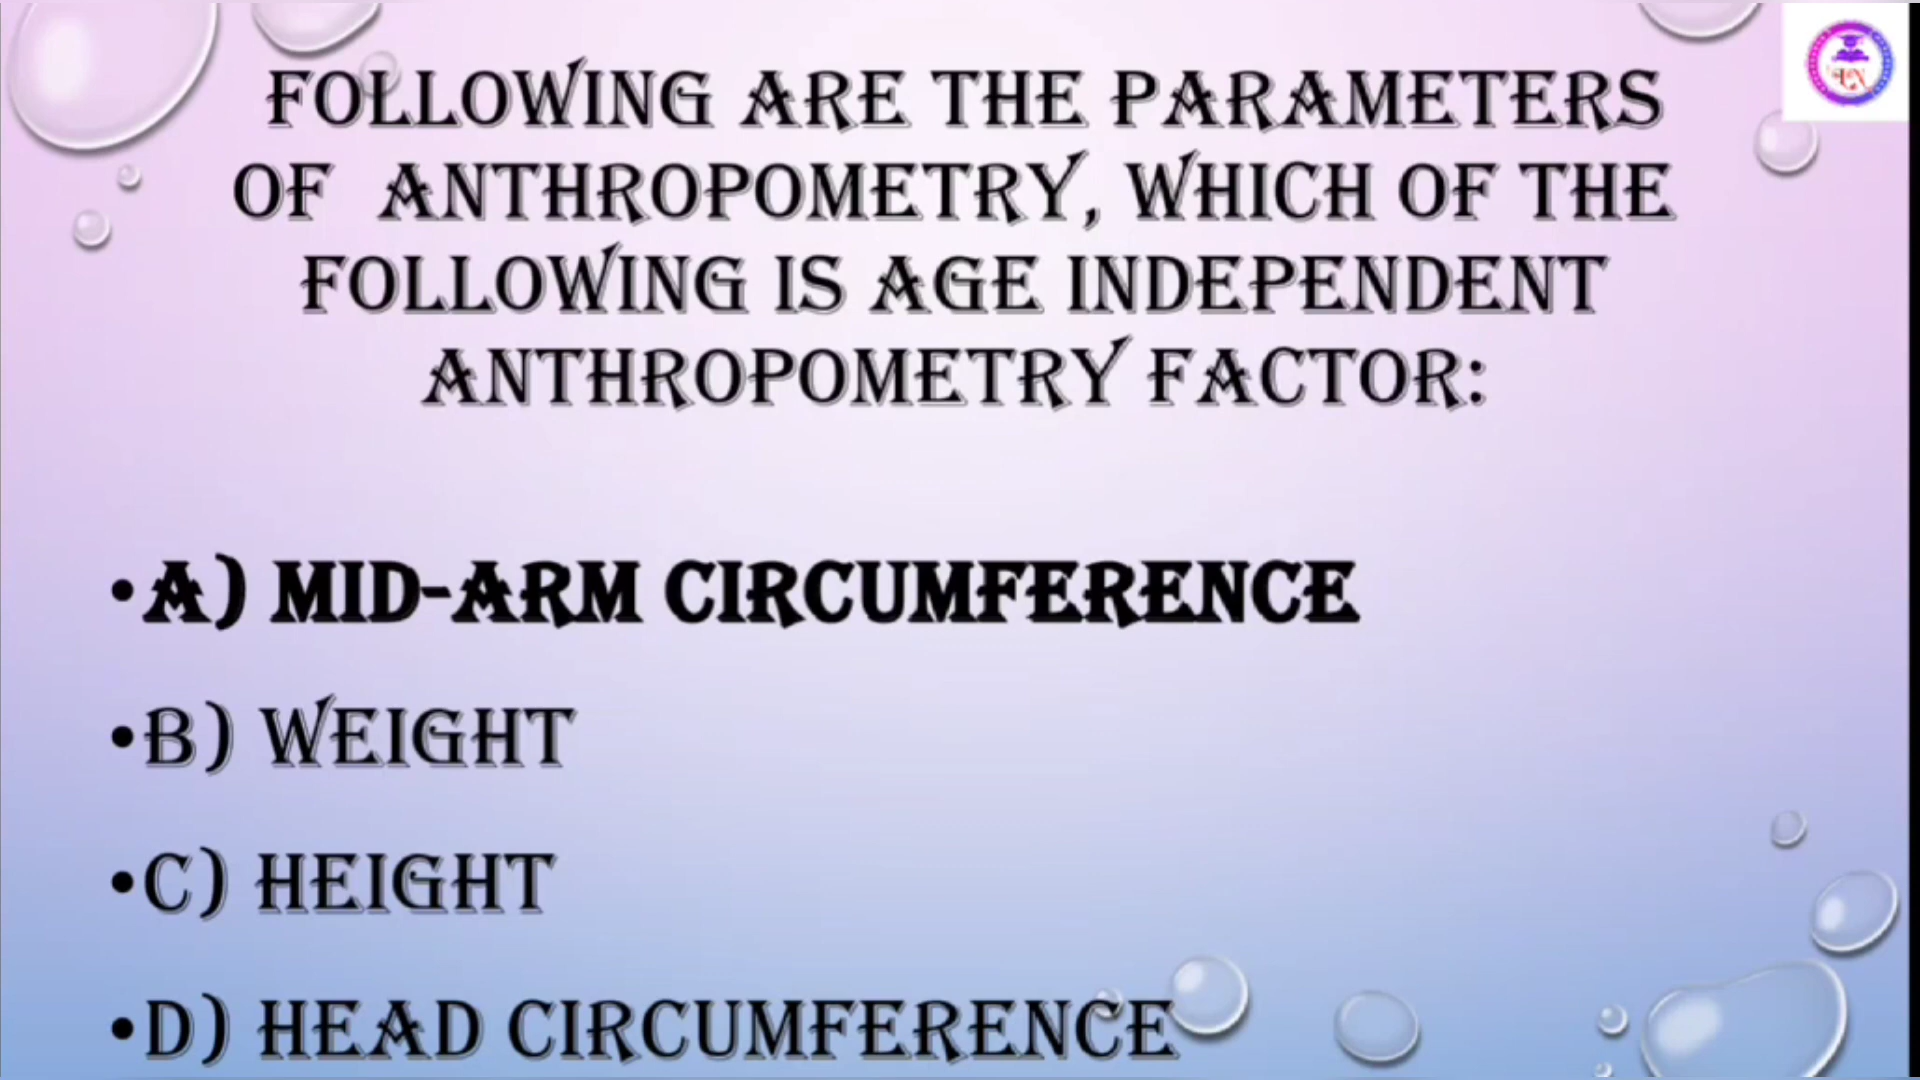 FOLLOWING ARE THE PARAMETERS
OF ANTHROPOMETRY, WHICH OF THE
FOLLOWING IS AGE INDEPENDENT
ANTHROPOMETRY FACTOR:
•A) MID-ARM CIRCUMFERENCE
•B) WEIGHT
•C) HEIGHT
•D) HEAD CIRCUMFERENCE